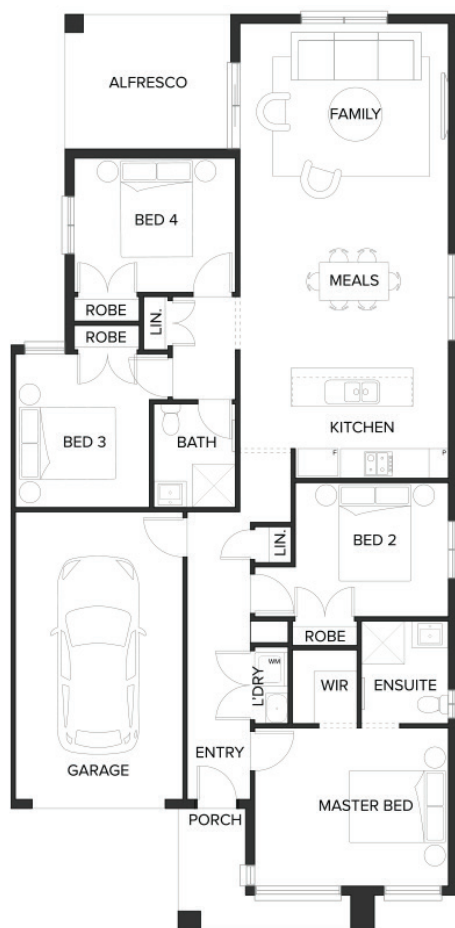 ALFRESCO
FAMILY
BED 4
MEALS
ROBE
LIN.
ROBE
KITCHEN
BED 3
BATH
F
P
LIN.
BED 2
ROBE
WM
L'DRY
WIR
ENSUITE
ENTRY
GARAGE
MASTER BED
PORCH